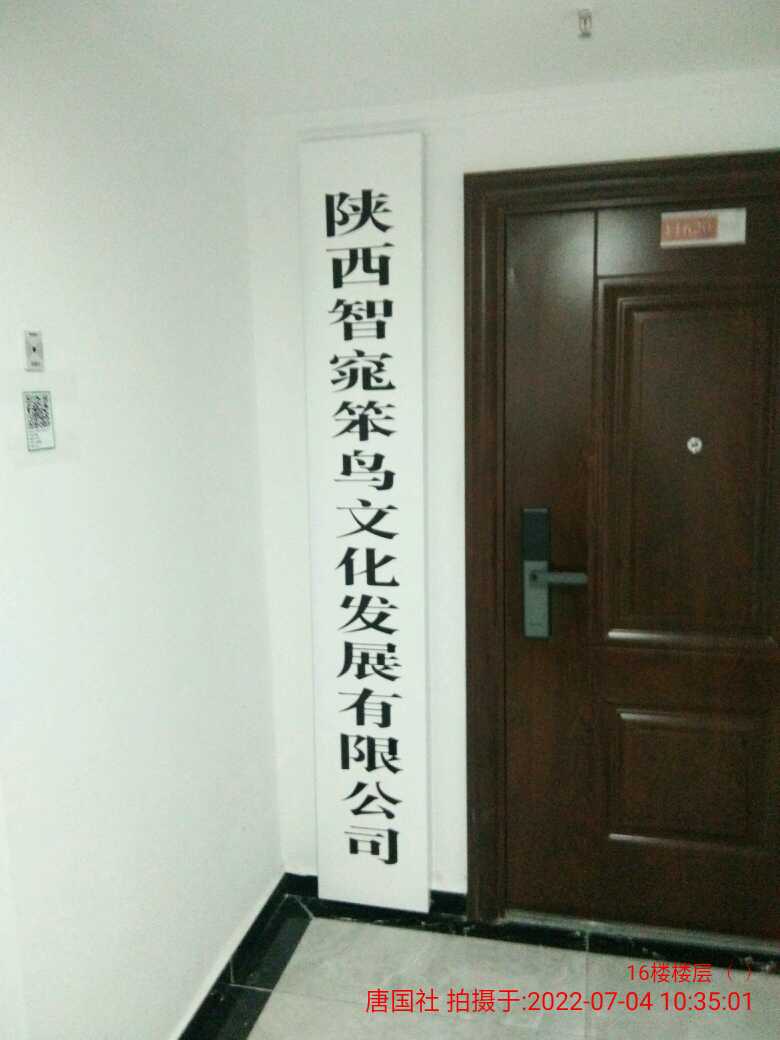 陕西智窕笨鸟文化发展有限公司
11620
16楼楼层（ ）
唐国社 拍摄于:2022-07-04 10:35:01